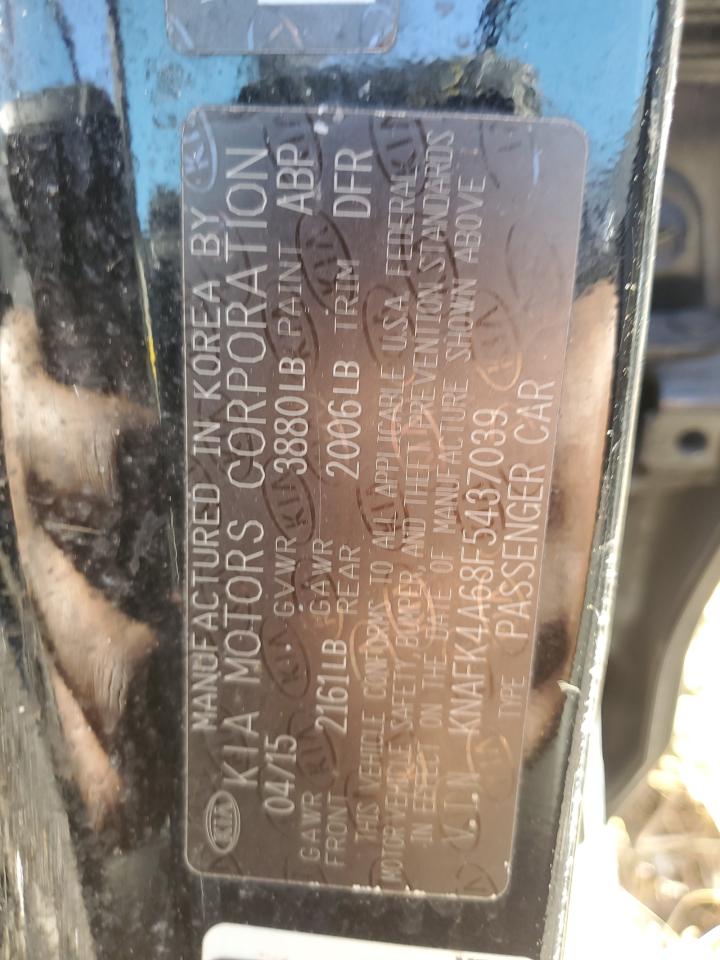 MANUFACTURED IN KOREA BY
KIA KIA MOTORS CORPORATION
04/15 GVWR 3880LB PAINT ABP
GAWR FRONT 2161LB GAWR REAR 2006LB TRIM DFR
THIS VEHICLE CONFORMS TO ALL APPLICABLE U.S.A. FEDERAL
MOTOR VEHICLE SAFETY, BUMPER, AND THEFT PREVENTION STANDARDS
IN EFFECT ON THE DATE OF MANUFACTURE SHOWN ABOVE.
V.I.N KNAFK4A68F5437039
TYPE PASSENGER CAR